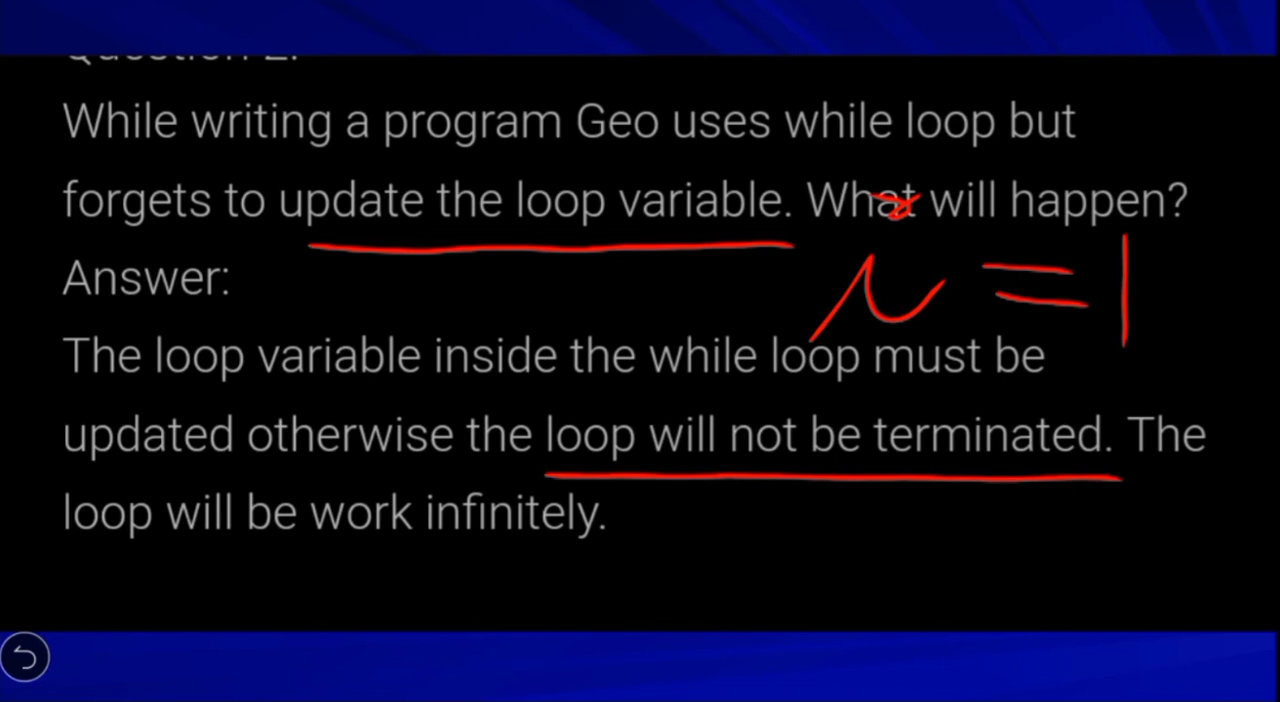 While writing a program Geo uses while loop but
forgets to update the loop variable. What will happen?
Answer:
The loop variable inside the while loop must be
updated otherwise the loop will not be terminated. The
loop will be work infinitely.